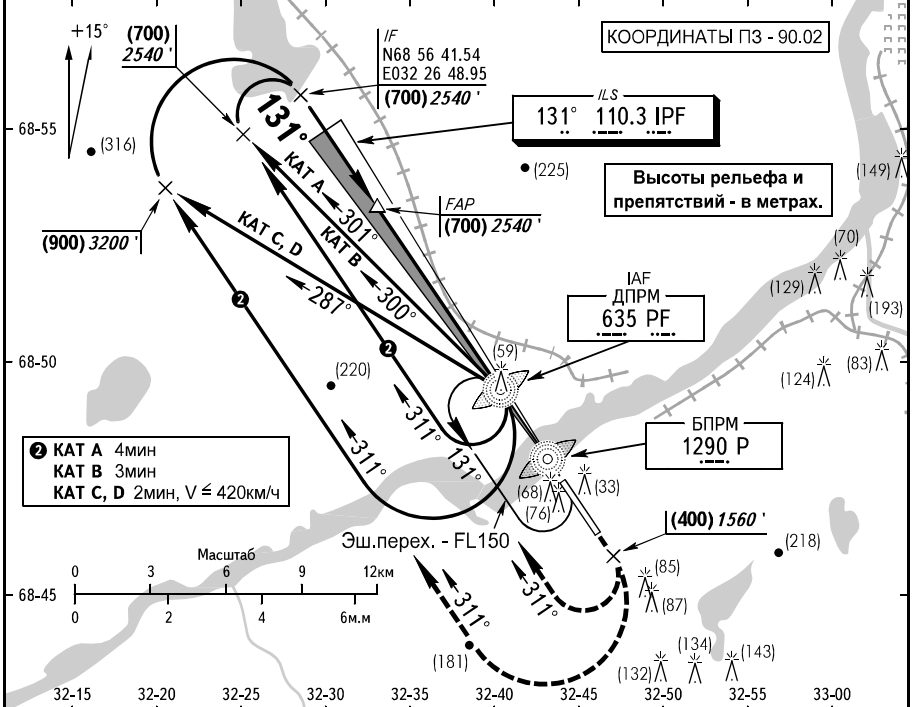 +15°
(700)
2540 '
IF
N68 56 41.54
E032 26 48.95
(700) 2540 '
КООРДИНАТЫ ПЗ - 90.02
ILS
131° 110.3 IPF
68-55
(316)
131°
(225)
(149)
Высоты рельефа и
препятствий - в метрах.
КАТ А
301°
FAP
(700) 2540 '
(900) 3200 '
КАТ C, D
КАТ В
(70)
(129)
(193)
287°
300°
2
IAF
ДПРМ
635 PF
68-50
2
(59)
(220)
(124)
(83)
311°
131°
311°
БПРМ
1290 P
2 КАТ А 4мин
КАТ В 3мин
КАТ C, D 2мин, V ≤ 420км/ч
(68)
(76)
(33)
(400) 1560 '
Эш.перех. - FL150
(218)
Масштаб
0 3 6 9 12км
0 2 4 6м.м
68-45
311°
311°
(85)
(87)
(181)
(132)
(134)
(143)
32-15 32-20 32-25 32-30 32-35 32-40 32-45 32-50 32-55 33-00